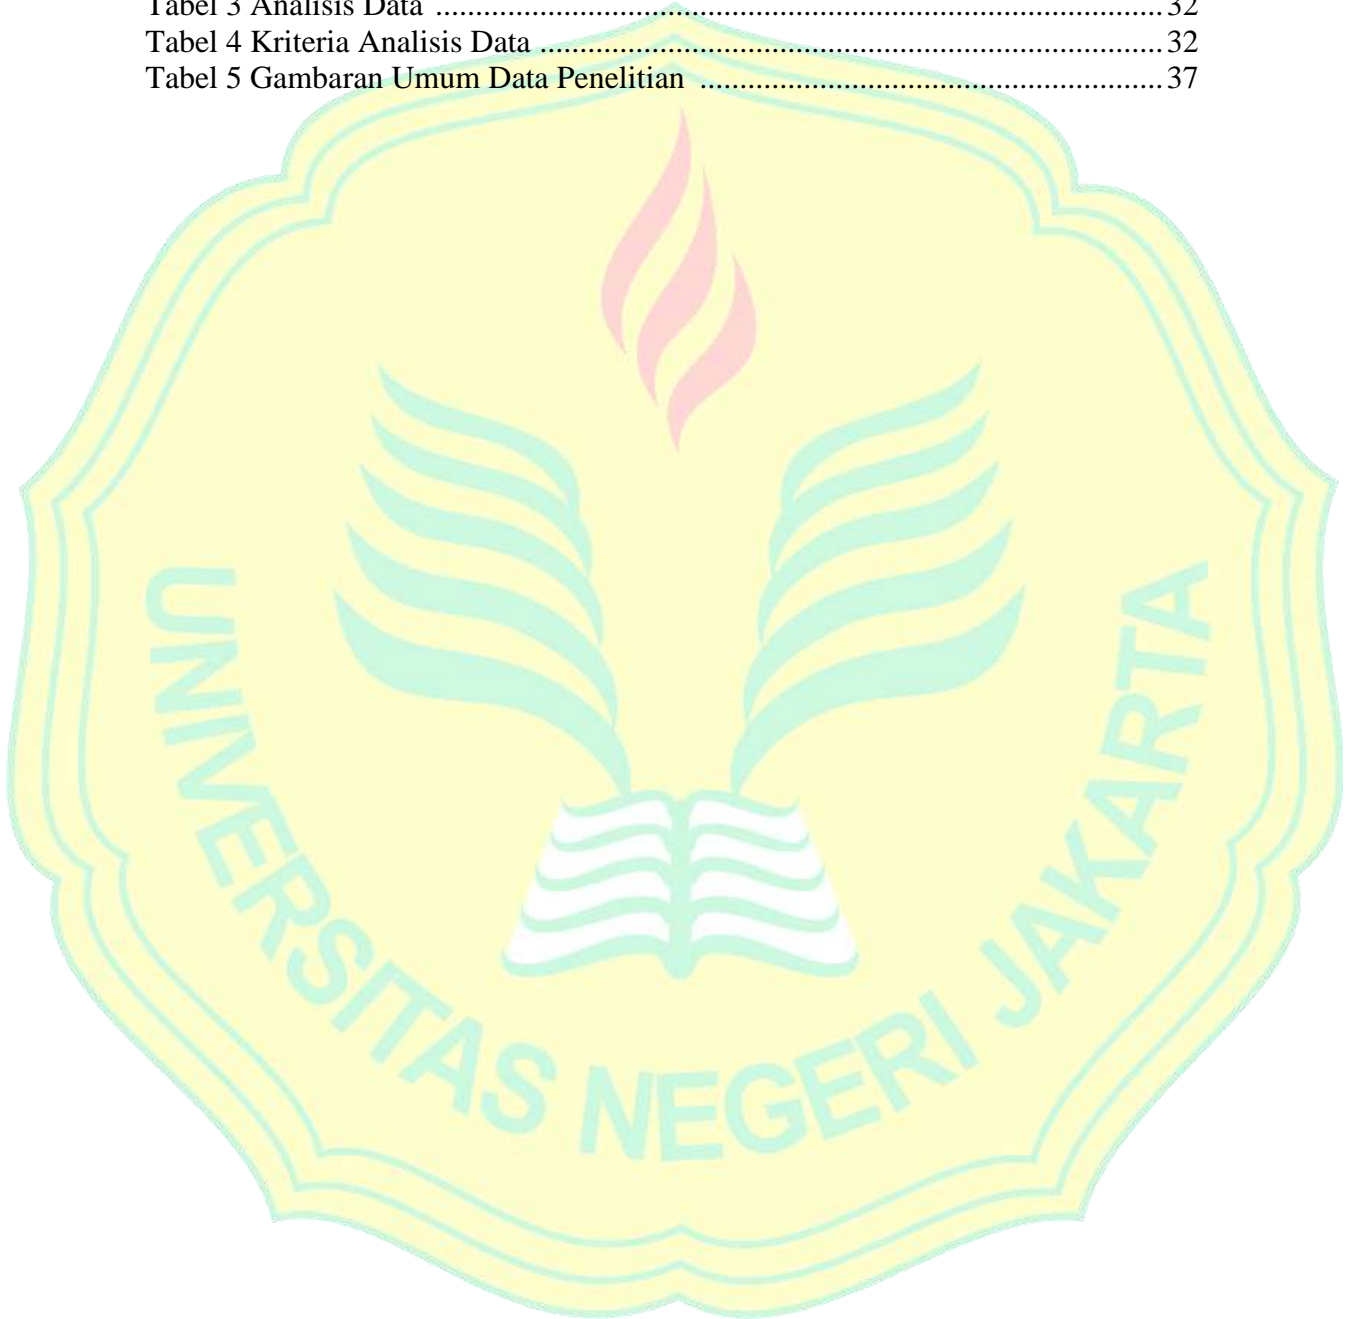 Tabel 3 Analisis Data ........................................................................................ 32
Tabel 4 Kriteria Analisis Data ........................................................................... 32
Tabel 5 Gambaran Umum Data Penelitian ........................................................ 37
UNIVERSITAS NEGERI JAKARTA